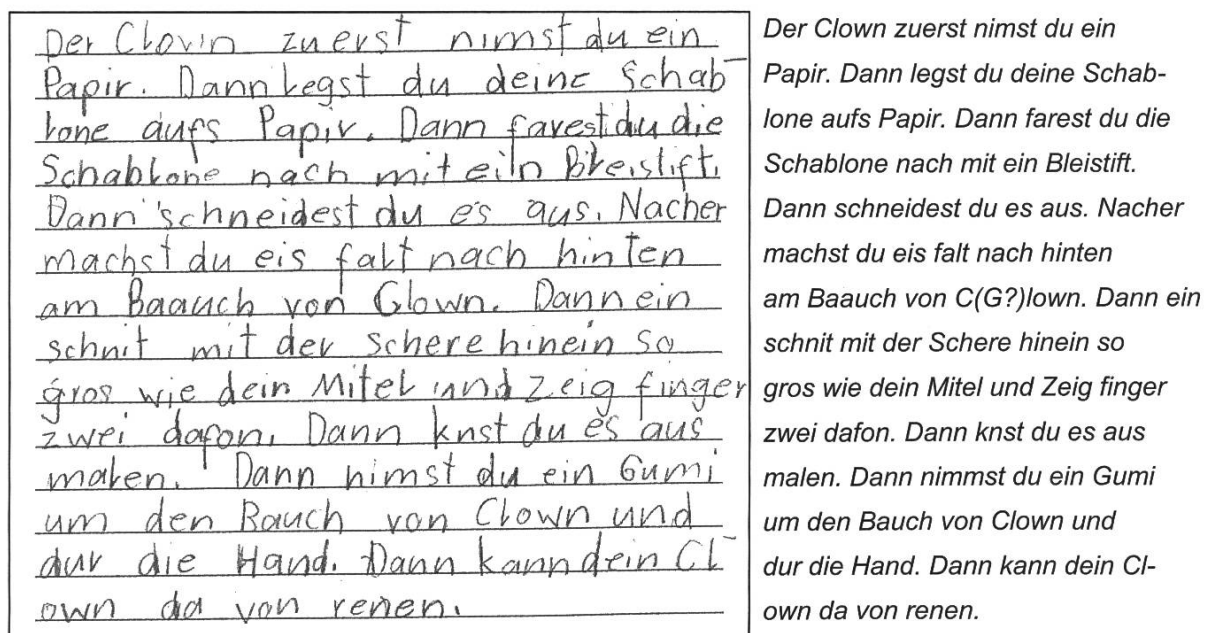 Der Clown zuerst nimst du ein
Papir. Dann legst du deine Schab-
lone aufs Papir. Dann farest du die
Schablone nach mit ein Bleistift.
Dann schneidest du es aus. Nacher
machst du eis falt nach hinten
am Baauch von Clown. Dann ein
schnit mit der Schere hinein so
gros wie dein Mitel und Zeig finger
zwei dafon. Dann knst du es aus
malen. Dann nimst du ein Gumi
um den Bauch von Clown und
dur die Hand. Dann kann dein Cl-
own da von renen.
Der Clown zuerst nimst du ein
Papir. Dann legst du deine Schab-
lone aufs Papir. Dann farest du die
Schablone nach mit ein Bleistift.
Dann schneidest du es aus. Nacher
machst du eis falt nach hinten
am Baauch von C(G?)lown. Dann ein
schnit mit der Schere hinein so
gros wie dein Mitel und Zeig finger
zwei dafon. Dann knst du es aus
malen. Dann nimmst du ein Gumi
um den Bauch von Clown und
dur die Hand. Dann kann dein Cl-
own da von renen.